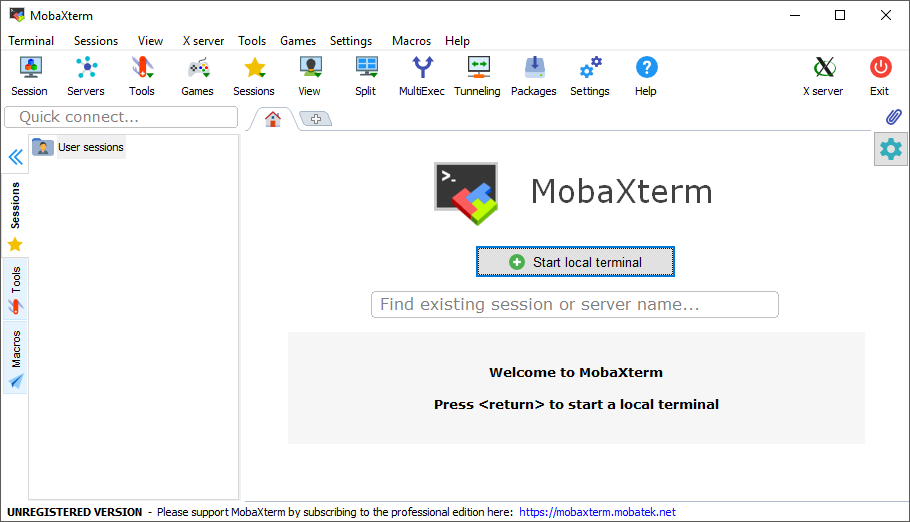 MobaXterm
Terminal Sessions View X server Tools Games Settings Macros Help
Session Servers Tools Games Sessions View Split MultiExec Tunneling Packages Settings Help X server Exit
Quick connect...
User sessions
Sessions
Tools
Macros
>_
MobaXterm
Start local terminal
Find existing session or server name...
Welcome to MobaXterm
Press <return> to start a local terminal
UNREGISTERED VERSION - Please support MobaXterm by subscribing to the professional edition here: https://mobaxterm.mobatek.net